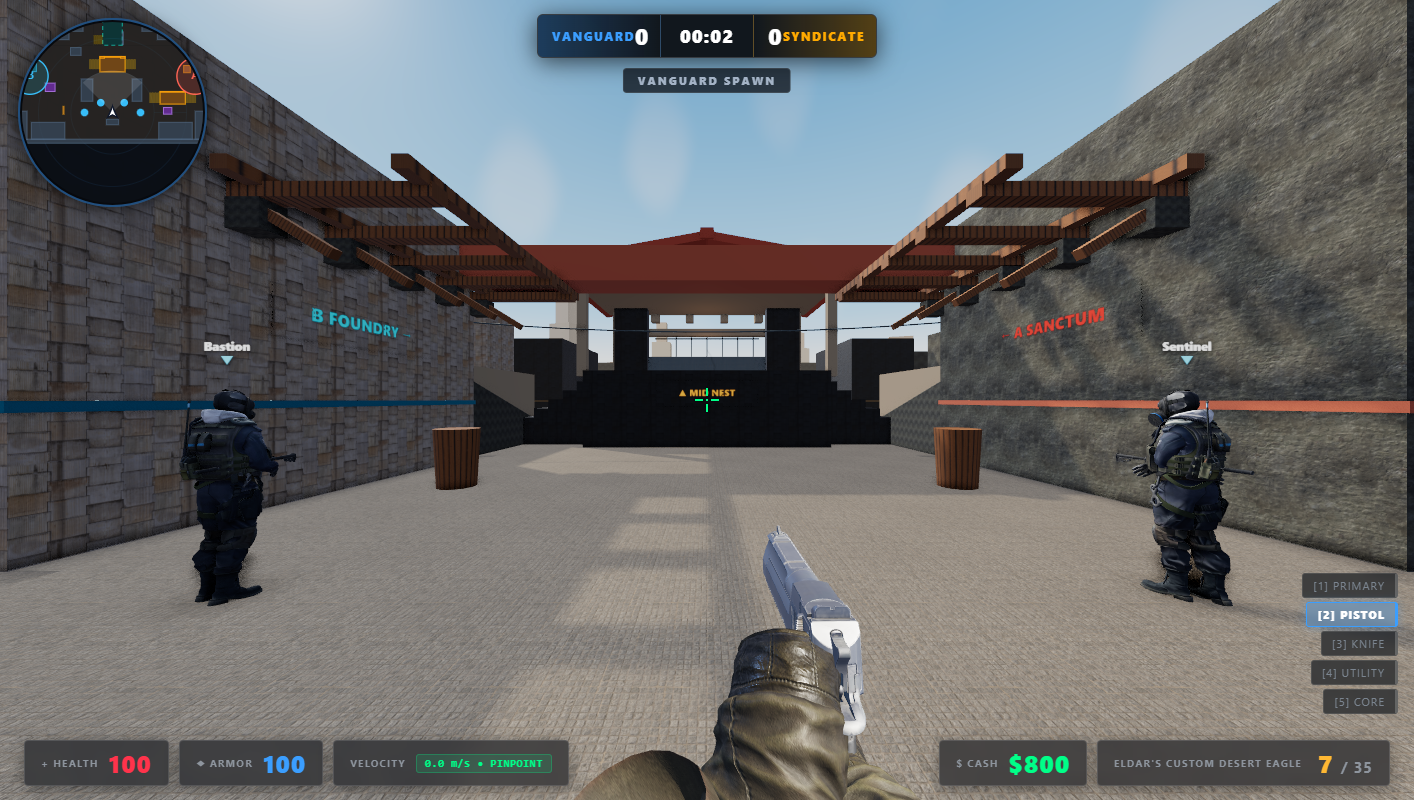 VANGUARD 0 00:02 0 SYNDICATE
VANGUARD SPAWN
B FOUNDRY
A SANCTUM
Bastion
Sentinel
▲ MID NEST
[1] PRIMARY
[2] PISTOL
[3] KNIFE
[4] UTILITY
[5] CORE
+ HEALTH 100
ARMOR 100
VELOCITY 0.0 m/s • PINPOINT
$ CASH $800
ELDAR'S CUSTOM DESERT EAGLE 7 / 35